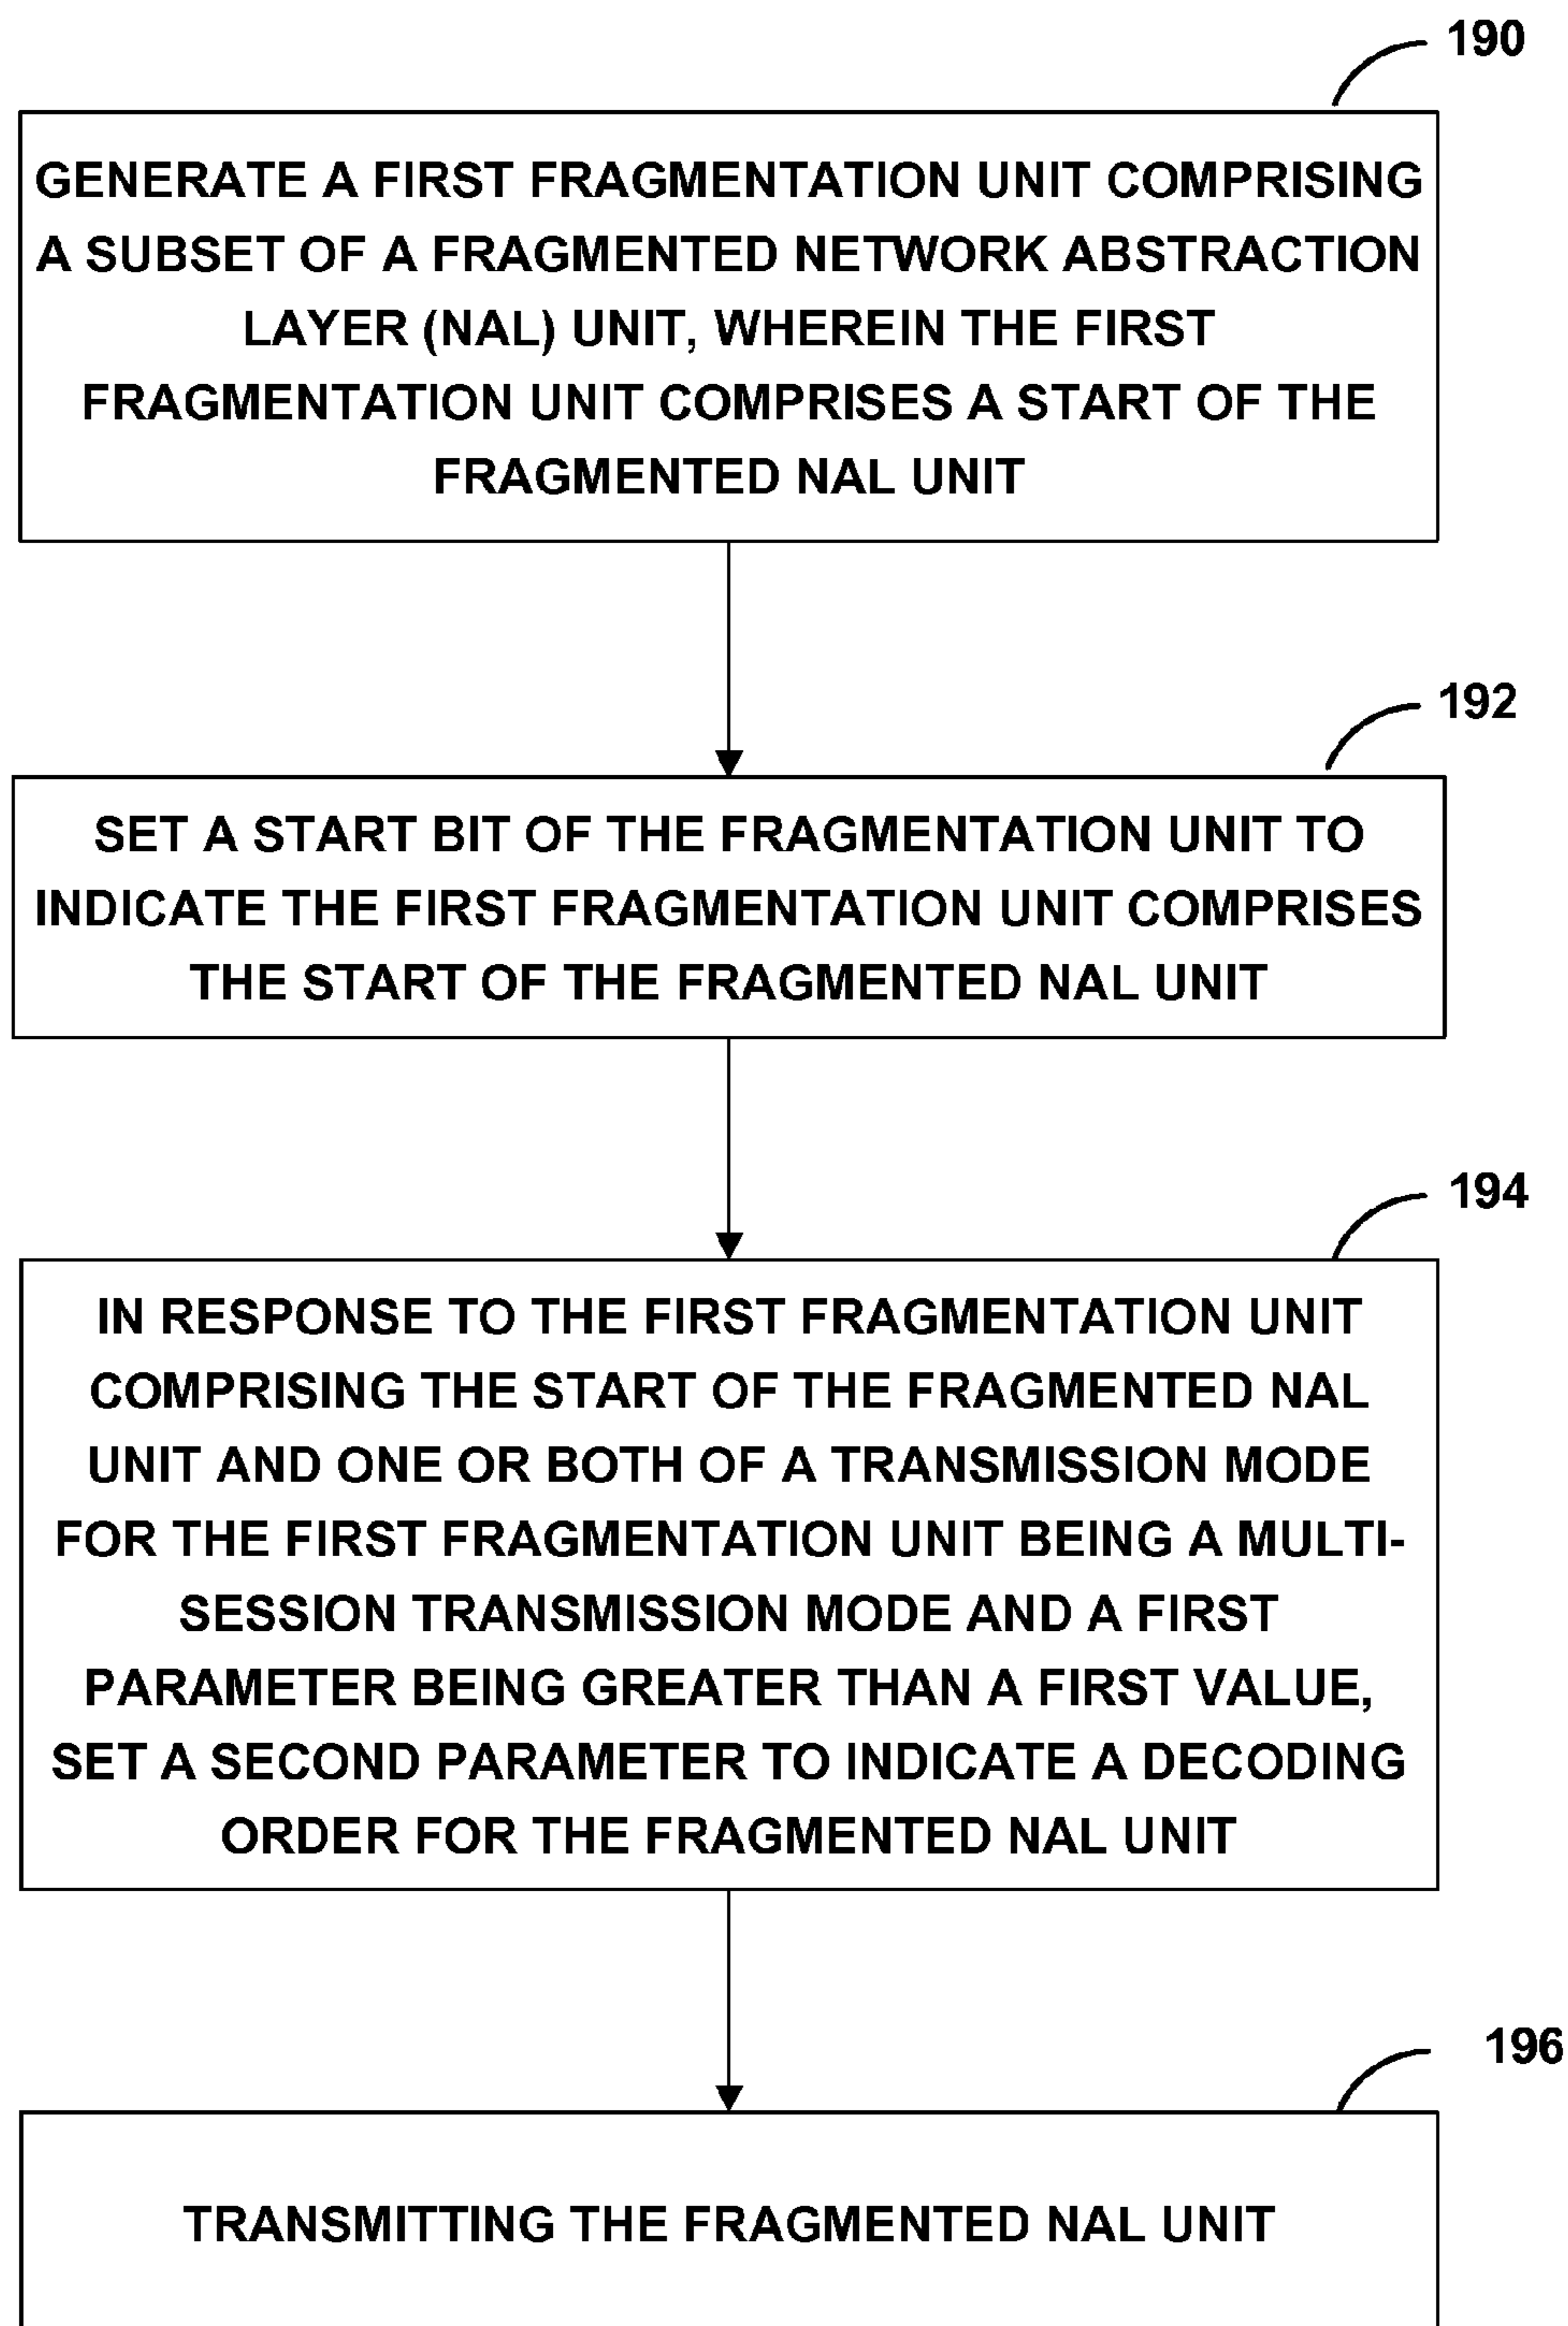 190
GENERATE A FIRST FRAGMENTATION UNIT COMPRISING
A SUBSET OF A FRAGMENTED NETWORK ABSTRACTION
LAYER (NAL) UNIT, WHEREIN THE FIRST
FRAGMENTATION UNIT COMPRISES A START OF THE
FRAGMENTED NAL UNIT
192
SET A START BIT OF THE FRAGMENTATION UNIT TO
INDICATE THE FIRST FRAGMENTATION UNIT COMPRISES
THE START OF THE FRAGMENTED NAL UNIT
194
IN RESPONSE TO THE FIRST FRAGMENTATION UNIT
COMPRISING THE START OF THE FRAGMENTED NAL
UNIT AND ONE OR BOTH OF A TRANSMISSION MODE
FOR THE FIRST FRAGMENTATION UNIT BEING A MULTI-
SESSION TRANSMISSION MODE AND A FIRST
PARAMETER BEING GREATER THAN A FIRST VALUE,
SET A SECOND PARAMETER TO INDICATE A DECODING
ORDER FOR THE FRAGMENTED NAL UNIT
196
TRANSMITTING THE FRAGMENTED NAL UNIT